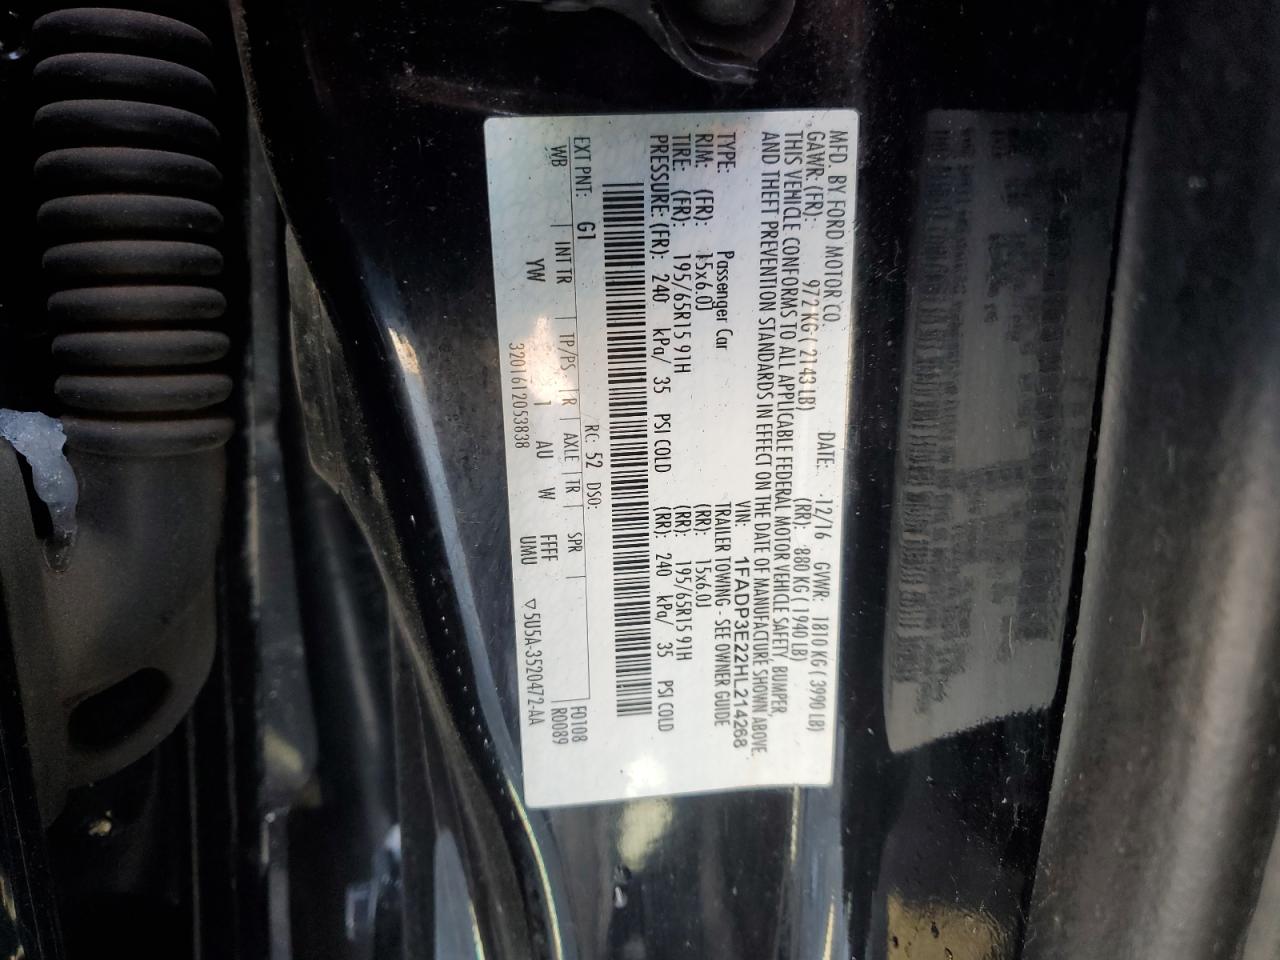 MFD. BY FORD MOTOR CO.
DATE: 12/16 GVWR: 1810 KG ( 3990 LB)
GAWR: (FR): 972 KG ( 2143 LB) (RR): 880 KG ( 1940 LB)
THIS VEHICLE CONFORMS TO ALL APPLICABLE FEDERAL MOTOR VEHICLE SAFETY, BUMPER,
AND THEFT PREVENTION STANDARDS IN EFFECT ON THE DATE OF MANUFACTURE SHOWN ABOVE.
VIN: 1FADP3E22HL214268
TYPE: Passenger Car TRAILER TOWING - SEE OWNER GUIDE
RIM: (FR): 15x6.0J (RR): 15x6.0J
TIRE: (FR): 195/65R15 91H (RR): 195/65R15 91H
PRESSURE: (FR): 240 kPa/ 35 PSI COLD (RR): 240 kPa/ 35 PSI COLD
EXT PNT: G1 RC: 52 DSO: F0108
WB INT TR TP/PS R AXLE TR SPR R0089
YW I AU W FFFF
3201612053838 UMU ▽5U5A-3520472-AA